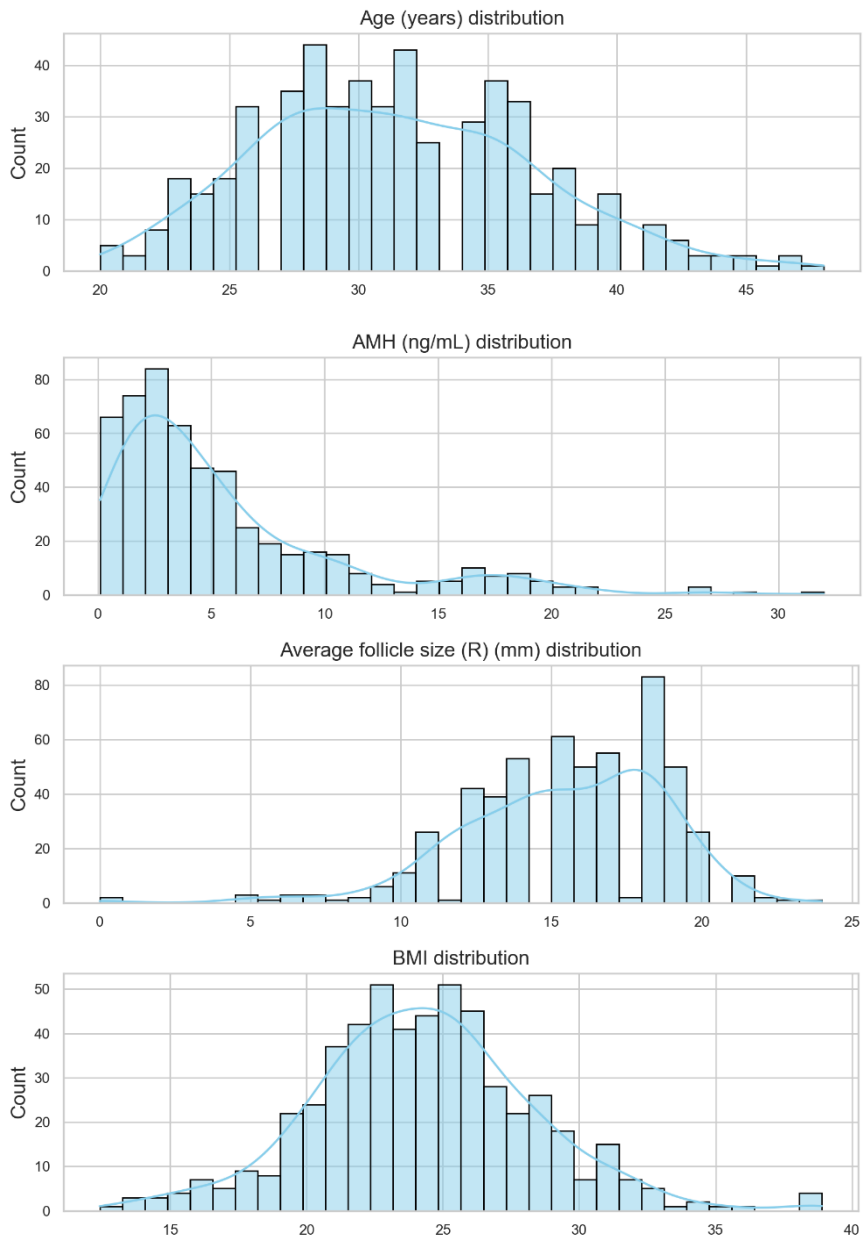 Age (years) distribution
40
30
20
10
0
Count
20 25 30 35 40 45
AMH (ng/mL) distribution
80
60
40
20
0
Count
0 5 10 15 20 25 30
Average follicle size (R) (mm) distribution
80
60
40
20
0
Count
0 5 10 15 20 25
BMI distribution
50
40
30
20
10
0
Count
15 20 25 30 35 40